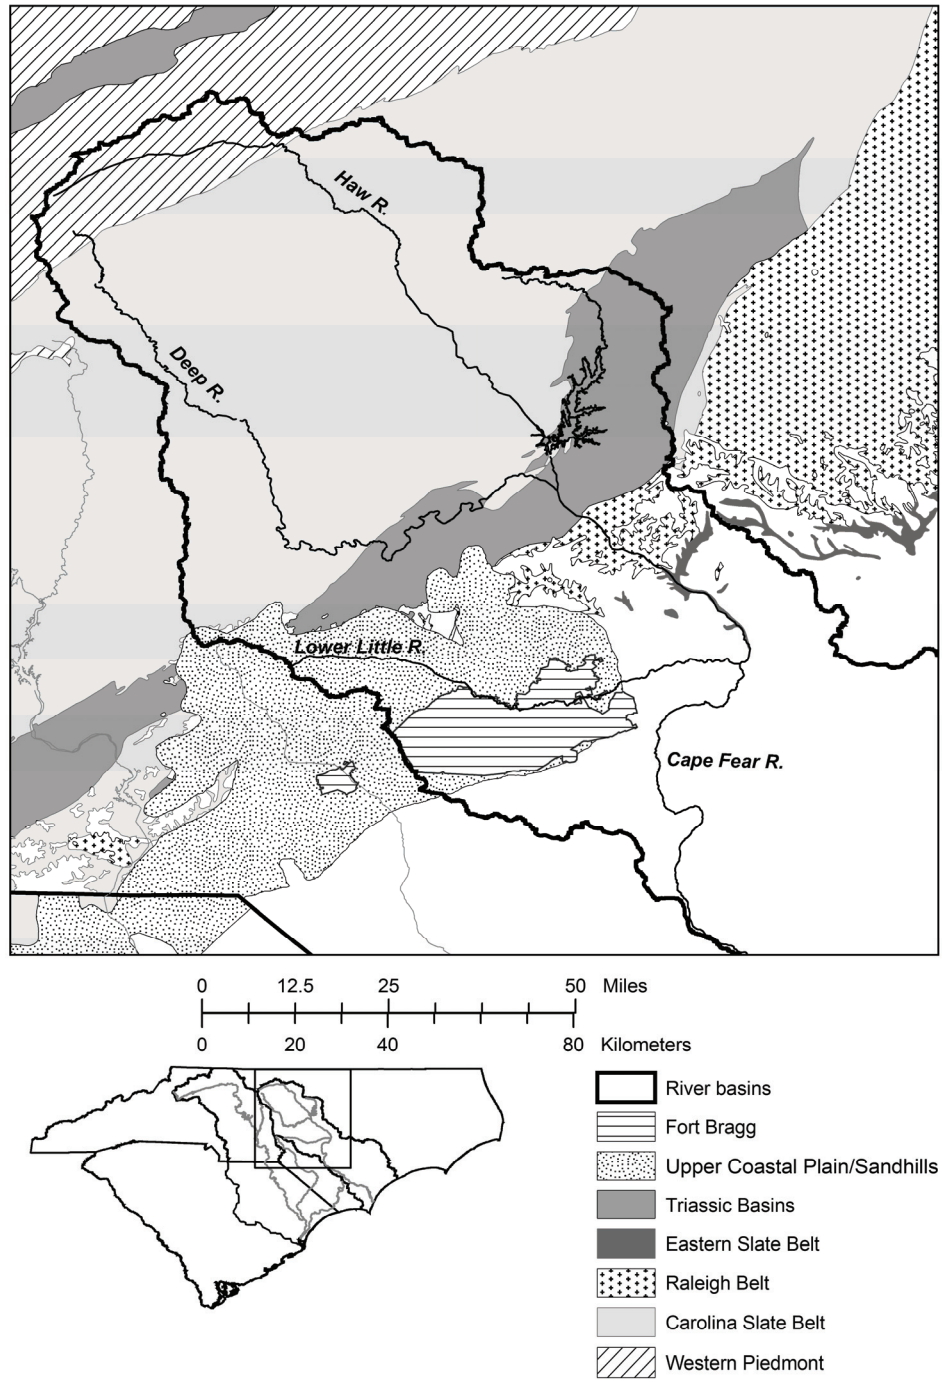 Haw R.
Deep R.
Lower Little R.
Cape Fear R.
0 12.5 25 50 Miles
0 20 40 80 Kilometers
River basins
Fort Bragg
Upper Coastal Plain/Sandhills
Triassic Basins
Eastern Slate Belt
Raleigh Belt
Carolina Slate Belt
Western Piedmont